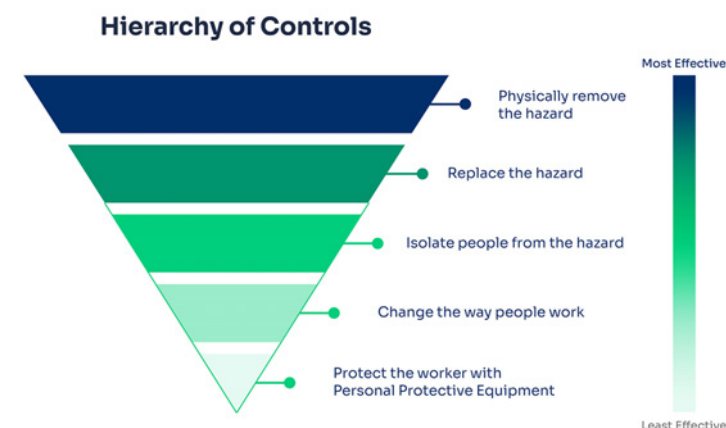 Hierarchy of Controls
Most Effective
Physically remove
the hazard
Replace the hazard
Isolate people from the hazard
Change the way people work
Protect the worker with
Personal Protective Equipment
Least Effective